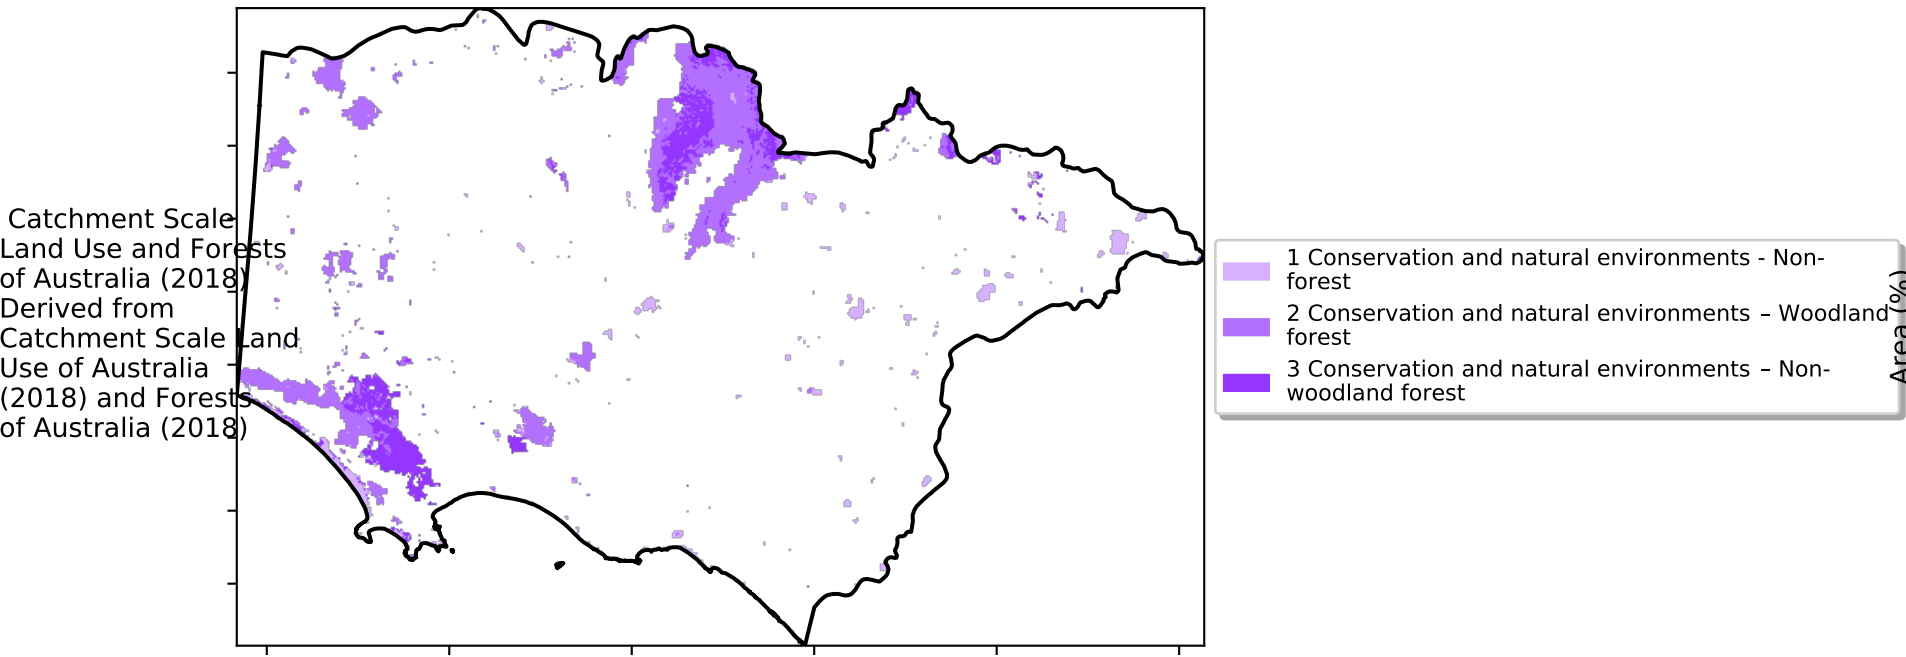 Catchment Scale
Land Use and Forests
of Australia (2018)
Derived from
Catchment Scale Land
Use of Australia
(2018) and Forests
of Australia (2018)
1 Conservation and natural environments - Non-
forest
2 Conservation and natural environments – Woodland
forest
3 Conservation and natural environments – Non-
woodland forest
Area (%)